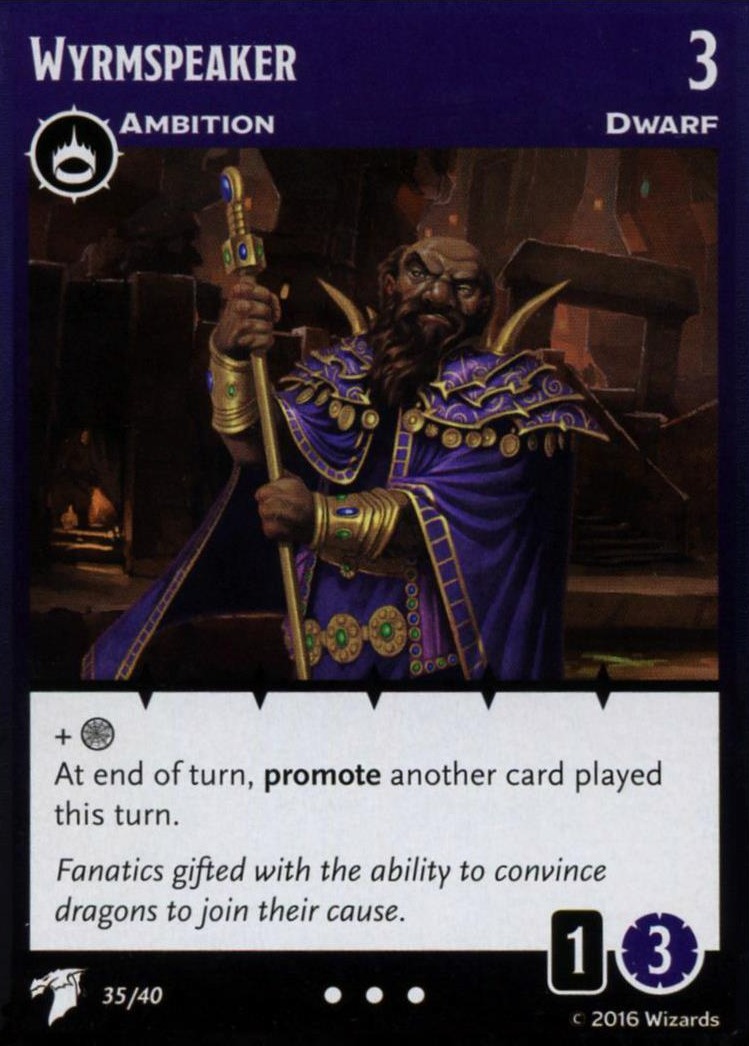 WYRMSPEAKER 3
AMBITION DWARF
+
At end of turn, promote another card played
this turn.
Fanatics gifted with the ability to convince
dragons to join their cause.
1 3
35/40
© 2016 Wizards